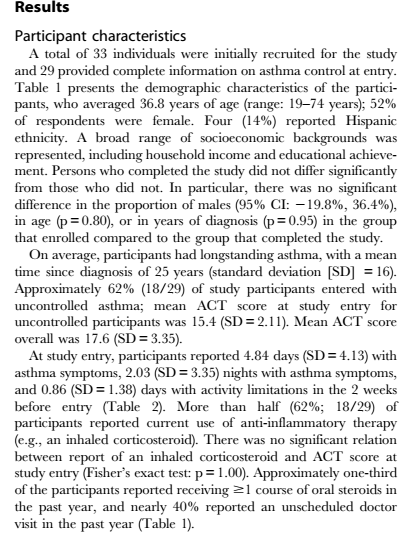 Results
Participant characteristics
A total of 33 individuals were initially recruited for the study
and 29 provided complete information on asthma control at entry.
Table 1 presents the demographic characteristics of the partici-
pants, who averaged 36.8 years of age (range: 19–74 years); 52%
of respondents were female. Four (14%) reported Hispanic
ethnicity. A broad range of socioeconomic backgrounds was
represented, including household income and educational achieve-
ment. Persons who completed the study did not differ significantly
from those who did not. In particular, there was no significant
difference in the proportion of males (95% CI: −19.8%, 36.4%),
in age (p = 0.80), or in years of diagnosis (p = 0.95) in the group
that enrolled compared to the group that completed the study.
On average, participants had longstanding asthma, with a mean
time since diagnosis of 25 years (standard deviation [SD] = 16).
Approximately 62% (18/29) of study participants entered with
uncontrolled asthma; mean ACT score at study entry for
uncontrolled participants was 15.4 (SD = 2.11). Mean ACT score
overall was 17.6 (SD = 3.35).
At study entry, participants reported 4.84 days (SD = 4.13) with
asthma symptoms, 2.03 (SD = 3.35) nights with asthma symptoms,
and 0.86 (SD = 1.38) days with activity limitations in the 2 weeks
before entry (Table 2). More than half (62%; 18/29) of
participants reported current use of anti-inflammatory therapy
(e.g., an inhaled corticosteroid). There was no significant relation
between report of an inhaled corticosteroid and ACT score at
study entry (Fisher's exact test: p = 1.00). Approximately one-third
of the participants reported receiving ≥1 course of oral steroids in
the past year, and nearly 40% reported an unscheduled doctor
visit in the past year (Table 1).